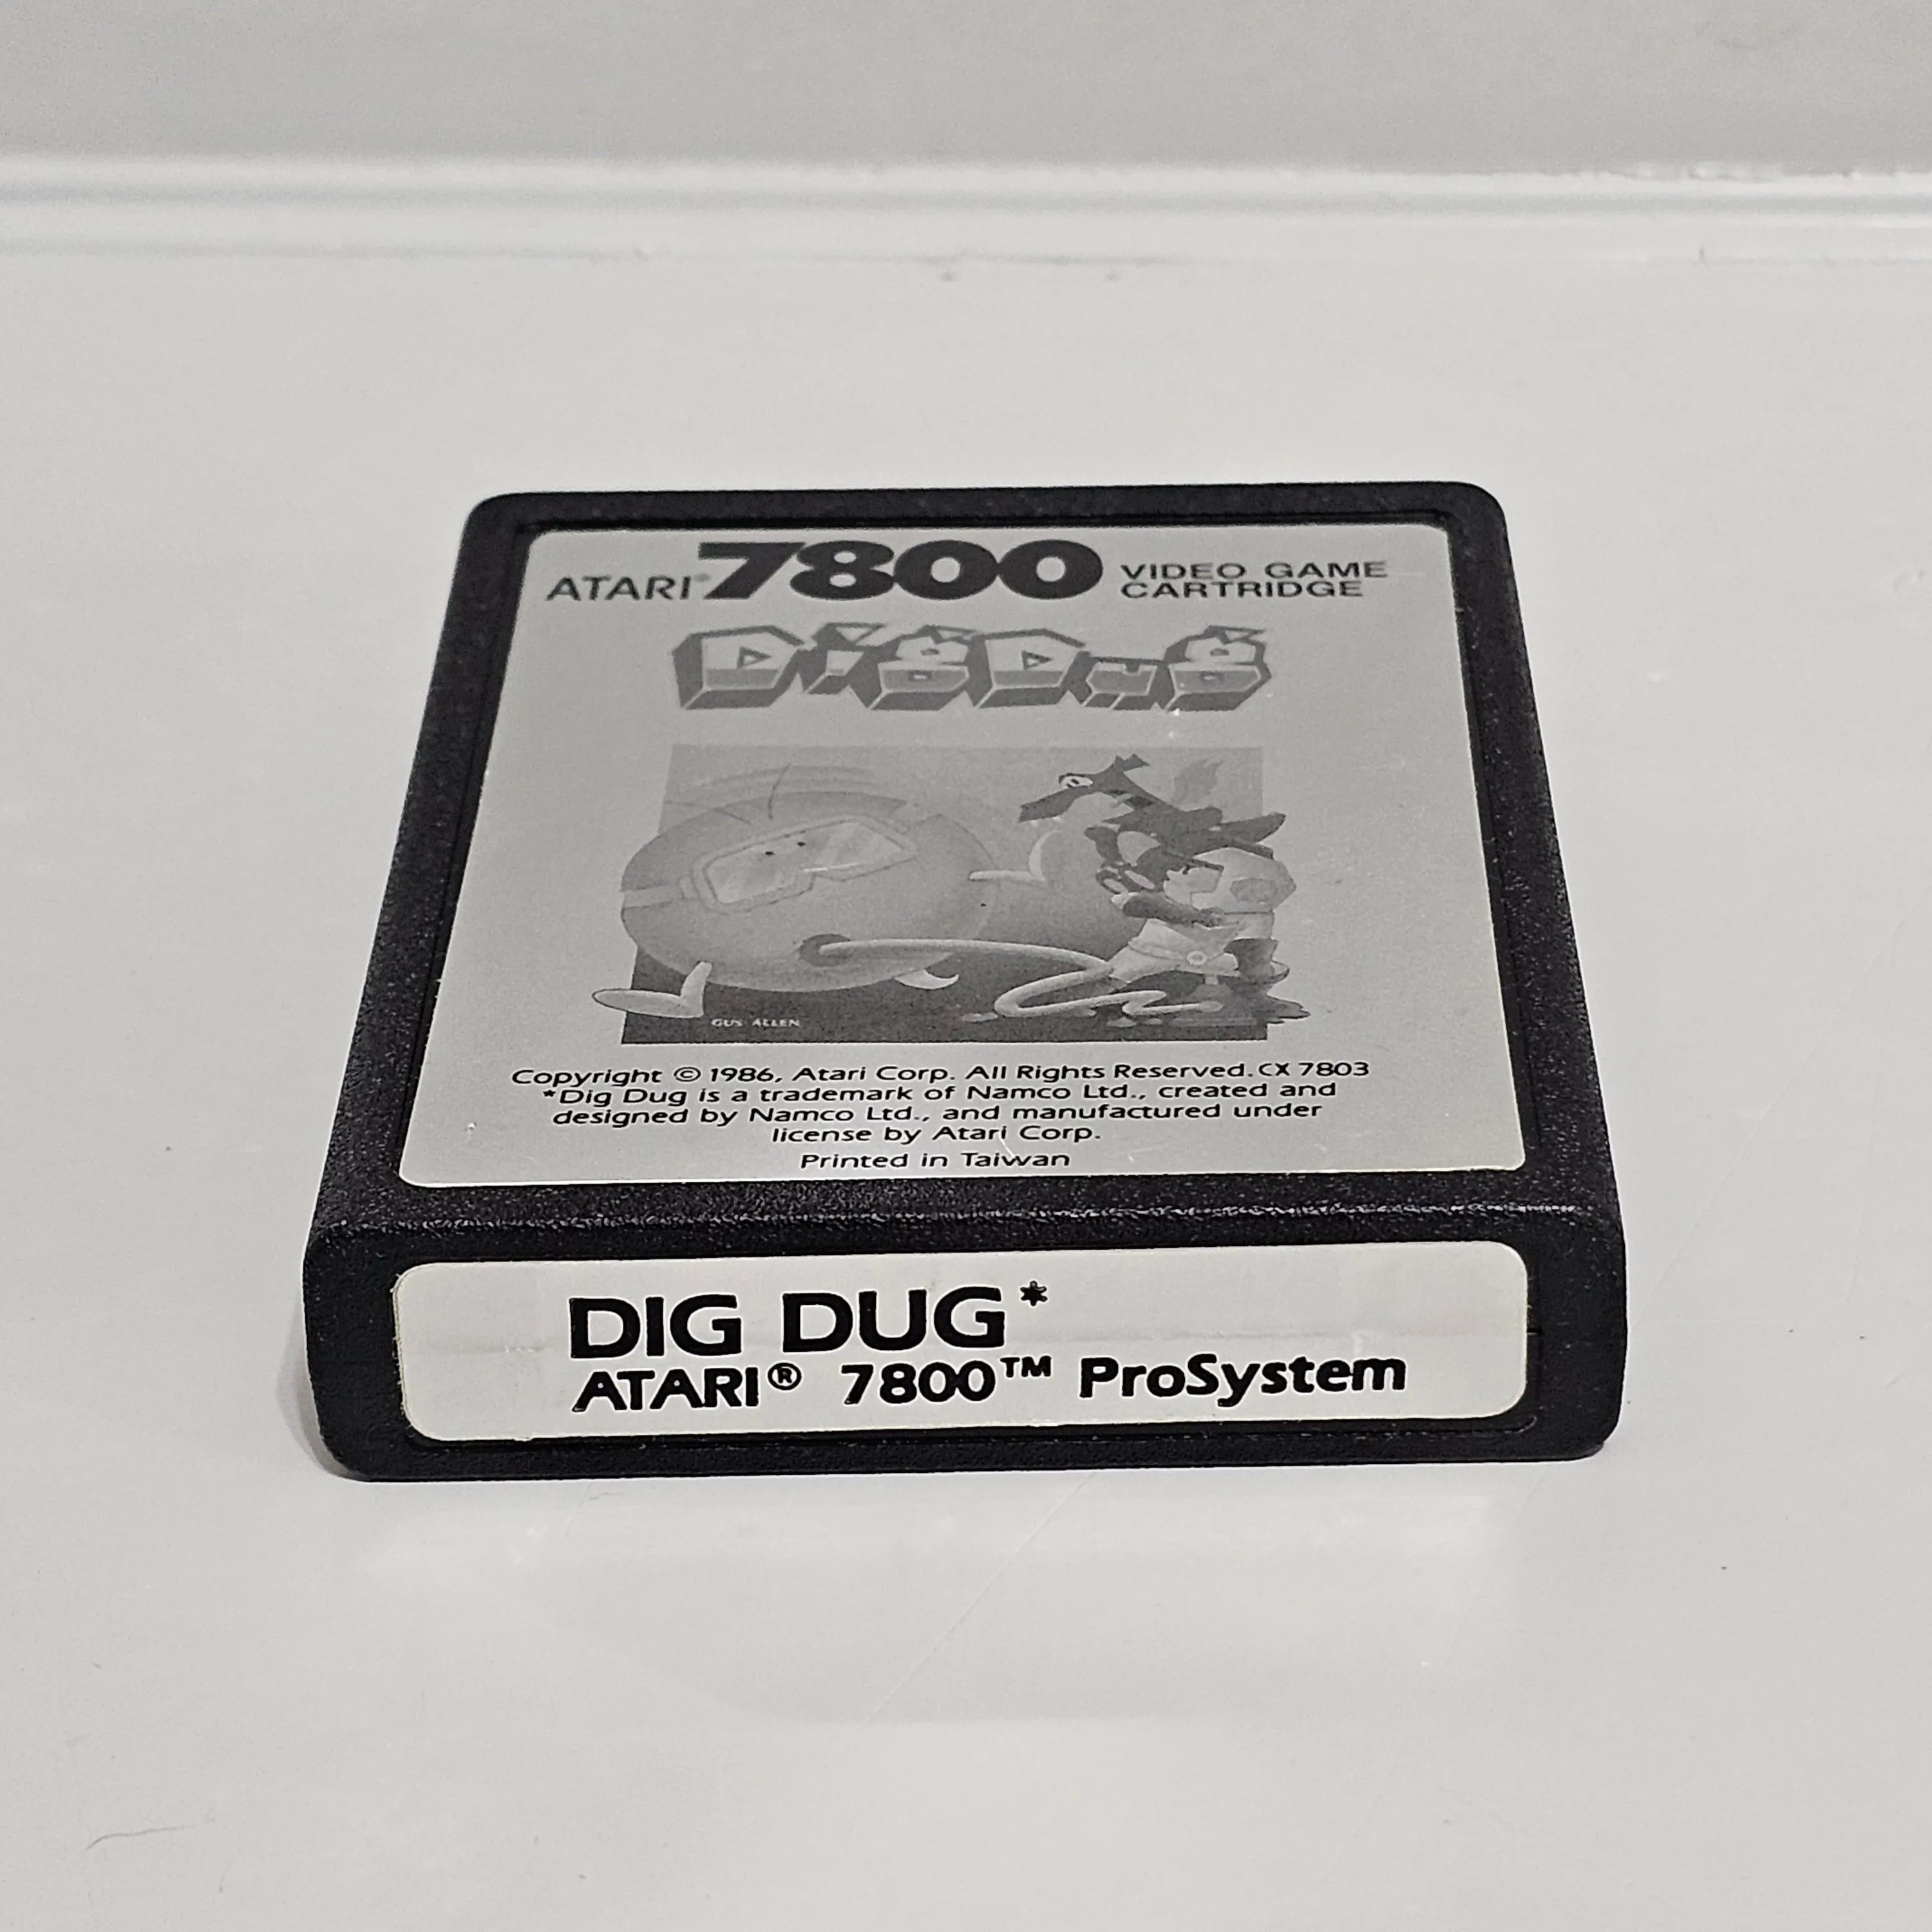 ATARI® 7800 VIDEO GAME
CARTRIDGE
DigDug
GUS ALLEN
Copyright © 1986, Atari Corp. All Rights Reserved. CX 7803
*Dig Dug is a trademark of Namco Ltd., created and
designed by Namco Ltd., and manufactured under
license by Atari Corp.
Printed in Taiwan
DIG DUG*
ATARI® 7800™ ProSystem